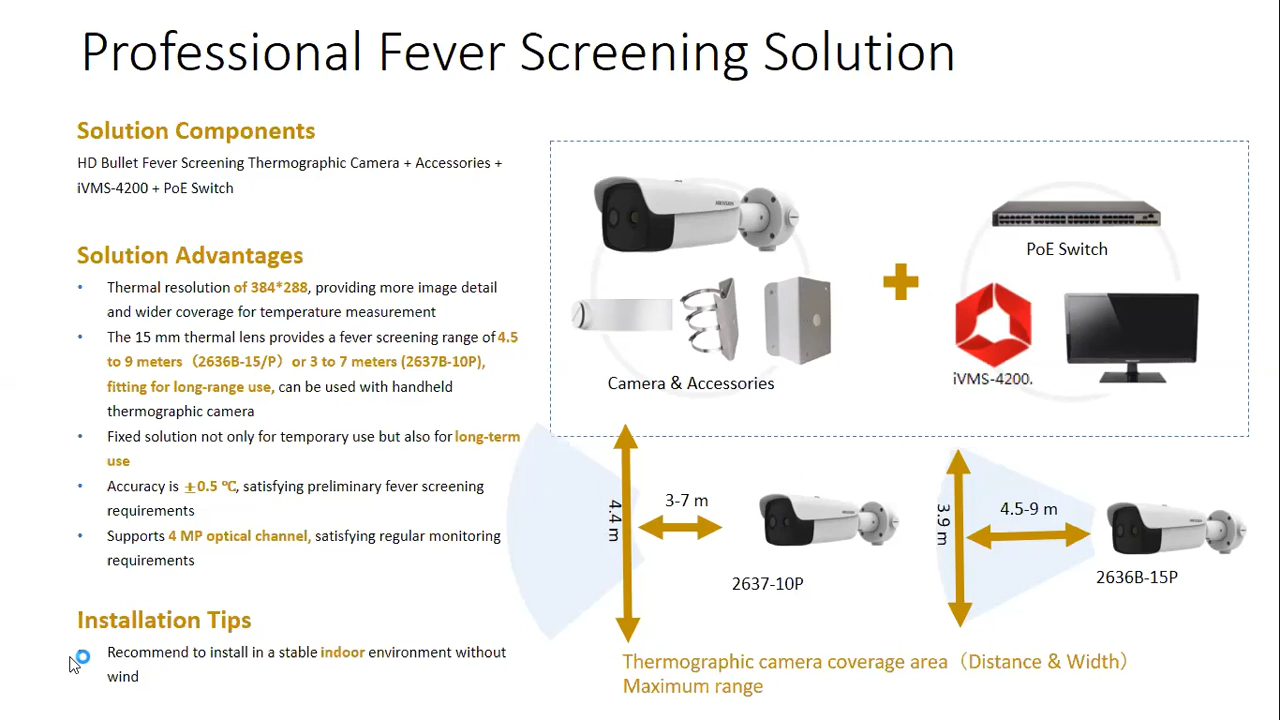 Professional Fever Screening Solution
Solution Components
HD Bullet Fever Screening Thermographic Camera + Accessories +
iVMS-4200 + PoE Switch
Solution Advantages
• Thermal resolution of 384*288, providing more image detail
and wider coverage for temperature measurement
• The 15 mm thermal lens provides a fever screening range of 4.5
to 9 meters（2636B-15/P）or 3 to 7 meters (2637B-10P),
fitting for long-range use, can be used with handheld
thermographic camera
• Fixed solution not only for temporary use but also for long-term
use
• Accuracy is ±0.5 ℃, satisfying preliminary fever screening
requirements
• Supports 4 MP optical channel, satisfying regular monitoring
requirements
Installation Tips
Recommend to install in a stable indoor environment without
wind
HIKVISION
Camera & Accessories
PoE Switch
iVMS-4200.
4.4 m
3-7 m
2637-10P
3.9 m
4.5-9 m
2636B-15P
Thermographic camera coverage area（Distance & Width）
Maximum range